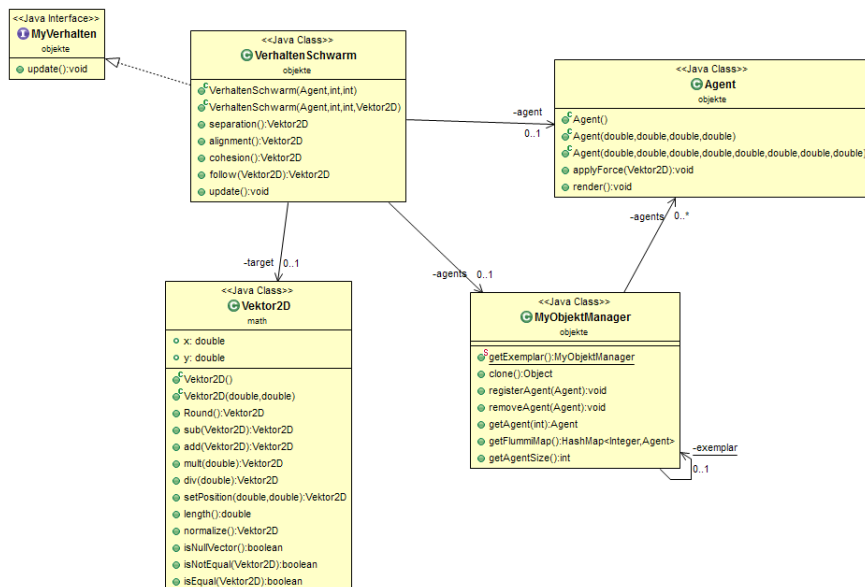 <<Java Interface>>
MyVerhalten
objekte
update():void
<<Java Class>>
VerhaltenSchwarm
objekte
VerhaltenSchwarm(Agent,int,int)
VerhaltenSchwarm(Agent,int,int,Vektor2D)
separation():Vektor2D
alignment():Vektor2D
cohesion():Vektor2D
follow(Vektor2D):Vektor2D
update():void
-agent
0..1
<<Java Class>>
Agent
objekte
Agent()
Agent(double,double,double,double)
Agent(double,double,double,double,double,double,double,double)
applyForce(Vektor2D):void
render():void
-agents 0..*
-target 0..1
-agents 0..1
<<Java Class>>
Vektor2D
math
x: double
y: double
Vektor2D()
Vektor2D(double,double)
Round():Vektor2D
sub(Vektor2D):Vektor2D
add(Vektor2D):Vektor2D
mult(double):Vektor2D
div(double):Vektor2D
setPosition(double,double):Vektor2D
length():double
normalize():Vektor2D
isNullVector():boolean
isNotEqual(Vektor2D):boolean
isEqual(Vektor2D):boolean
<<Java Class>>
MyObjektManager
objekte
getExemplar():MyObjektManager
clone():Object
registerAgent(Agent):void
removeAgent(Agent):void
getAgent(int):Agent
getFlummiMap():HashMap<Integer,Agent>
getAgentSize():int
-exemplar
0..1